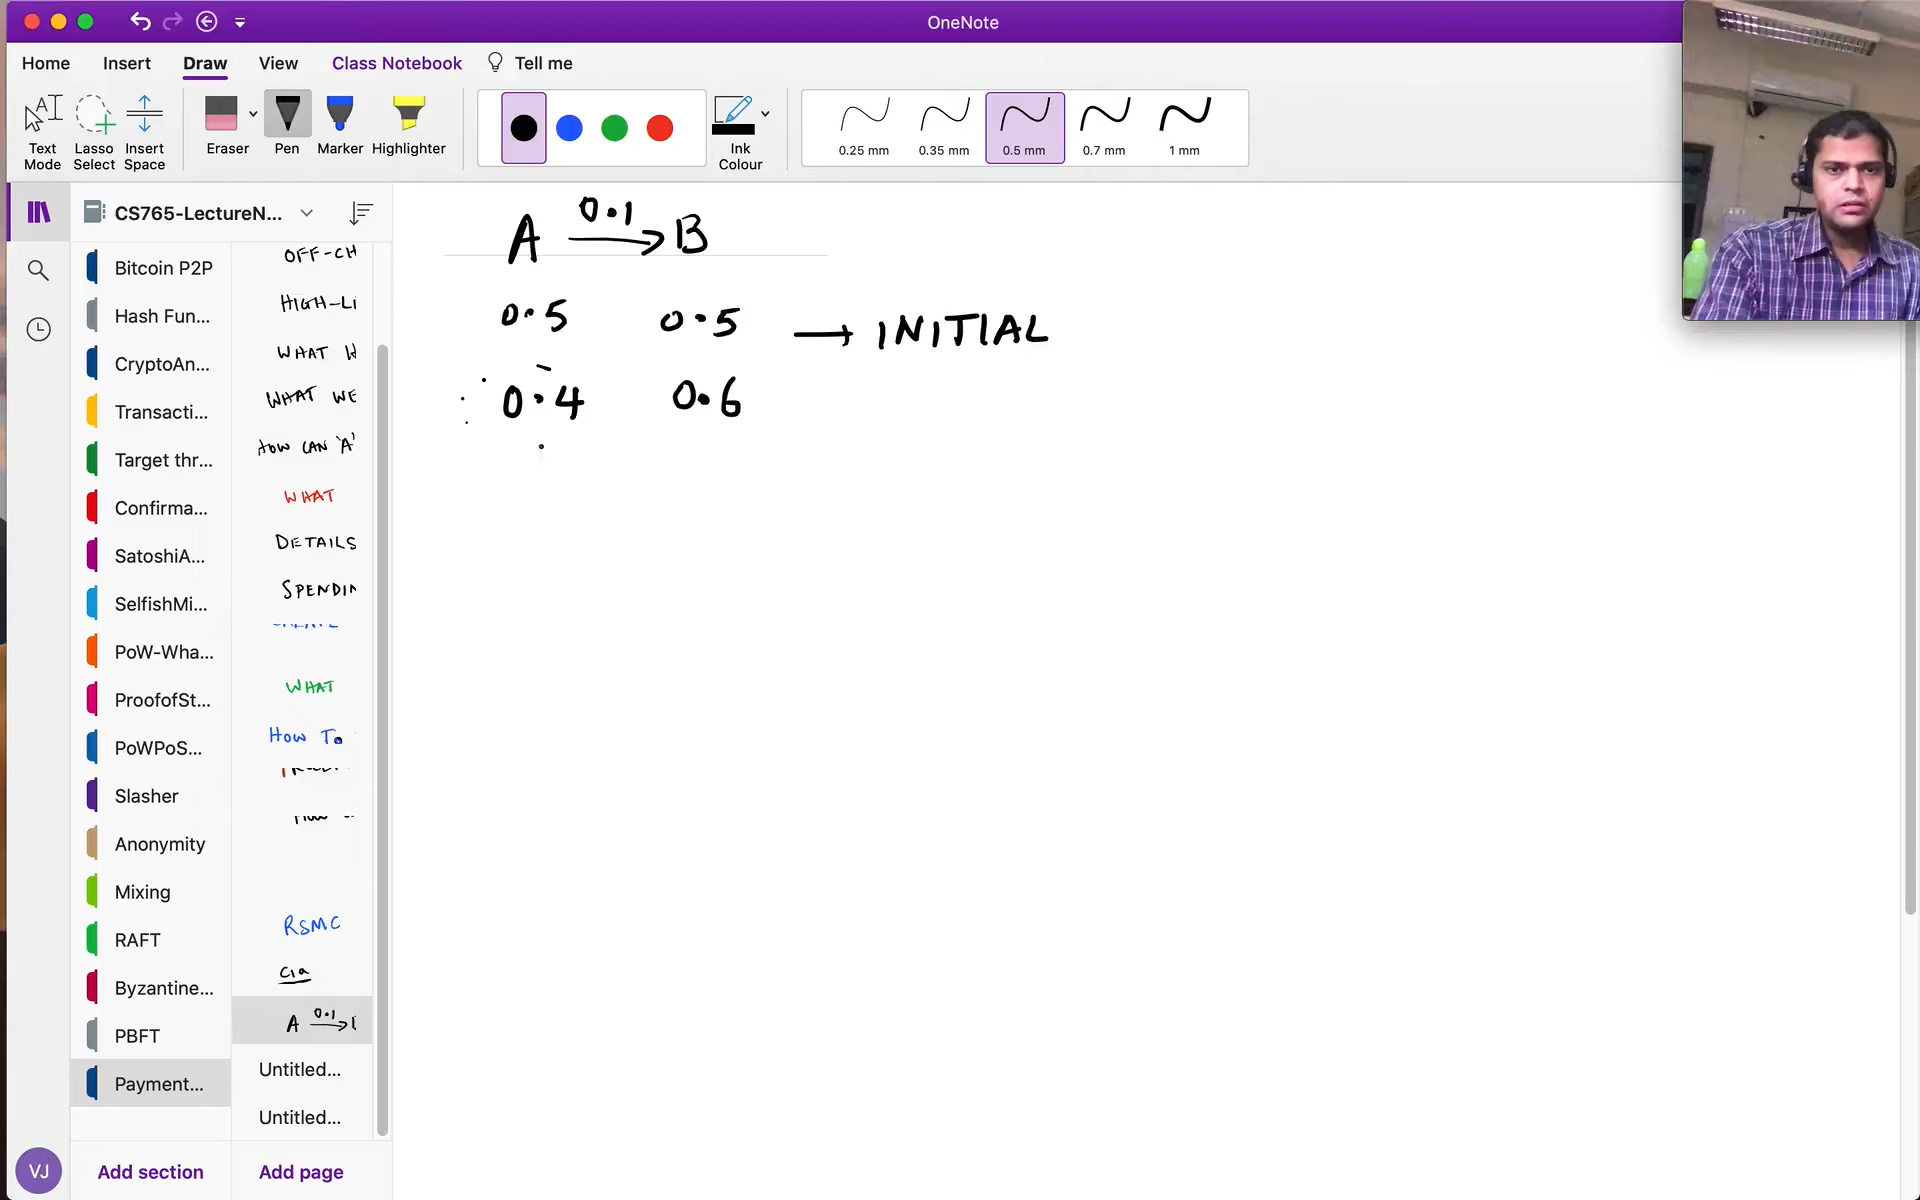 OneNote
Home Insert Draw View Class Notebook Tell me
Text Mode
Lasso Select
Insert Space
Eraser
Pen
Marker
Highlighter
Ink Colour
0.25 mm
0.35 mm
0.5 mm
0.7 mm
1 mm
CS765-LectureN...
Bitcoin P2P
Hash Fun...
CryptoAn...
Transacti...
Target thr...
Confirma...
SatoshiA...
SelfishMi...
PoW-Wha...
ProofofSt...
PoWPoS...
Slasher
Anonymity
Mixing
RAFT
Byzantine...
PBFT
Payment...
Add section
OFF-CH
HIGH-L
WHAT
WHAT WE
HOW CAN 'A'
WHAT
DETAILS
SPENDIN
WHAT
HOW TO
RSMC
C1a
A 0.1 →
Untitled...
Untitled...
Add page
VJ
0.1
A → B
0.5 0.5 → INITIAL
0.4 0.6